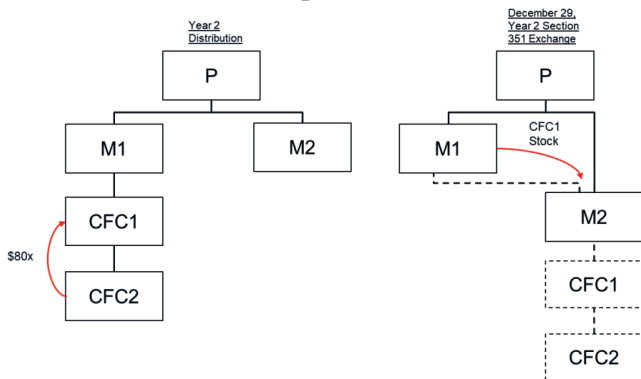 Year 2
Distribution
P
M1
M2
CFC1
$80x
CFC2
December 29,
Year 2 Section
351 Exchange
P
CFC1
Stock
M1
M2
CFC1
CFC2